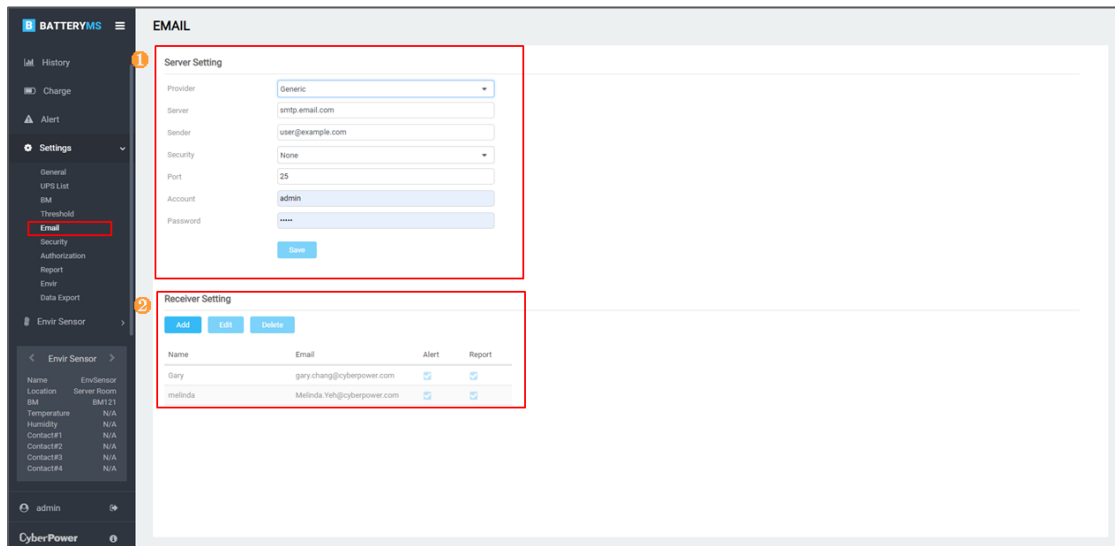 B BATTERYMS
EMAIL
History
Charge
Alert
Settings
General
UPS List
BM
Threshold
Email
Security
Authorization
Report
Envir
Data Export
Envir Sensor
Envir Sensor
Name EnvSensor
Location Server Room
BM BM121
Temperature N/A
Humidity N/A
Contact#1 N/A
Contact#2 N/A
Contact#3 N/A
Contact#4 N/A
admin
CyberPower
1
Server Setting
Provider Generic
Server smtp.email.com
Sender user@example.com
Security None
Port 25
Account admin
Password •••••
Save
2
Receiver Setting
Add Edit Delete
Name Email Alert Report
Gary gary.chang@cyberpower.com
melinda Melinda.Yeh@cyberpower.com